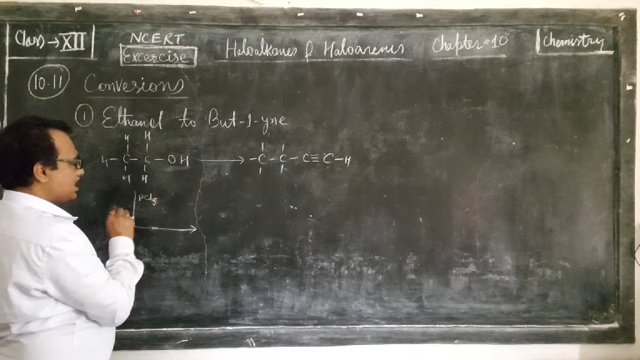 Class → XII NCERT Excercise Haloalkanes & Haloarenes Chapter-10 Chemistry
10.11 Conversions
① Ethanol to But-1-yne
H H
H-C-C-OH → -C-C-C≡C-H
H H
PCl5